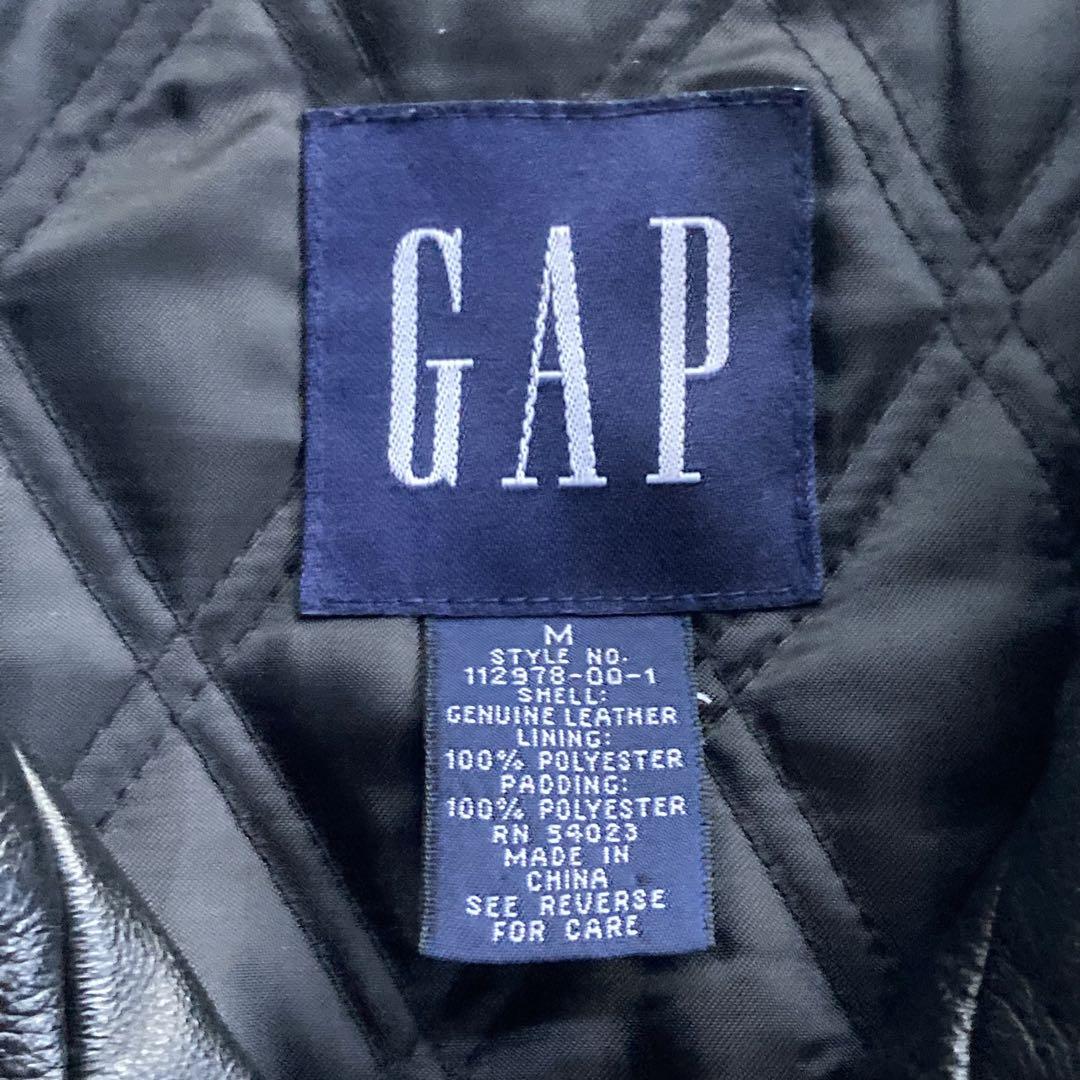 GAP
M
STYLE NO.
112978-00-1
SHELL:
GENUINE LEATHER
LINING:
100% POLYESTER
PADDING:
100% POLYESTER
RN 54023
MADE IN
CHINA
SEE REVERSE
FOR CARE